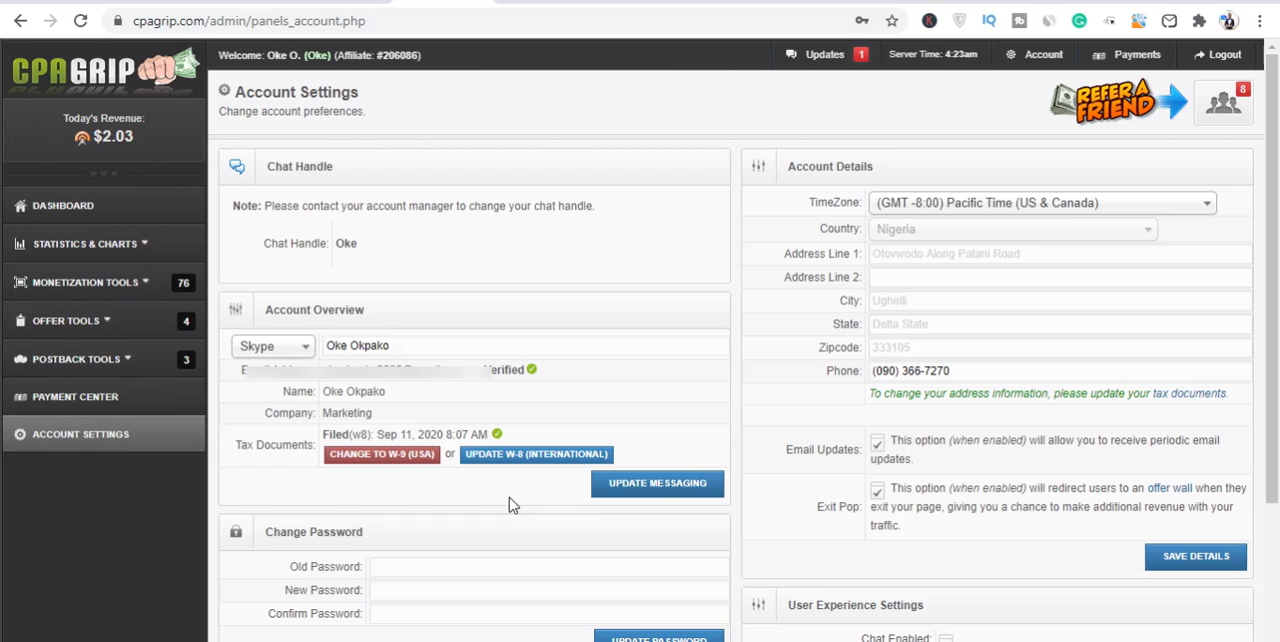 cpagrip.com/admin/panels_account.php
CPAGRIP
Welcome: Oke O. (Oke) (Affiliate: #206086)
Updates 1
Server Time: 4:23am
Account
Payments
Logout
Today's Revenue:
$2.03
DASHBOARD
STATISTICS & CHARTS
MONETIZATION TOOLS 76
OFFER TOOLS 4
POSTBACK TOOLS 3
PAYMENT CENTER
ACCOUNT SETTINGS
Account Settings
Change account preferences.
REFER A
FRIEND
8
Chat Handle
Note: Please contact your account manager to change your chat handle.
Chat Handle: Oke
Account Overview
Skype Oke Okpako
Verified
Name: Oke Okpako
Company: Marketing
Tax Documents: Filed(w8): Sep 11, 2020 8:07 AM
CHANGE TO W-9 (USA) or UPDATE W-8 (INTERNATIONAL)
UPDATE MESSAGING
Change Password
Old Password:
New Password:
Confirm Password:
UPDATE PASSWORD
Account Details
TimeZone: (GMT -8:00) Pacific Time (US & Canada)
Country: Nigeria
Address Line 1: Otovwodo Along Patani Road
Address Line 2:
City: Ughelli
State: Delta State
Zipcode: 333105
Phone: (090) 366-7270
To change your address information, please update your tax documents.
Email Updates: This option (when enabled) will allow you to receive periodic email
updates.
Exit Pop: This option (when enabled) will redirect users to an offer wall when they
exit your page, giving you a chance to make additional revenue with your
traffic.
SAVE DETAILS
User Experience Settings
Chat Enabled: